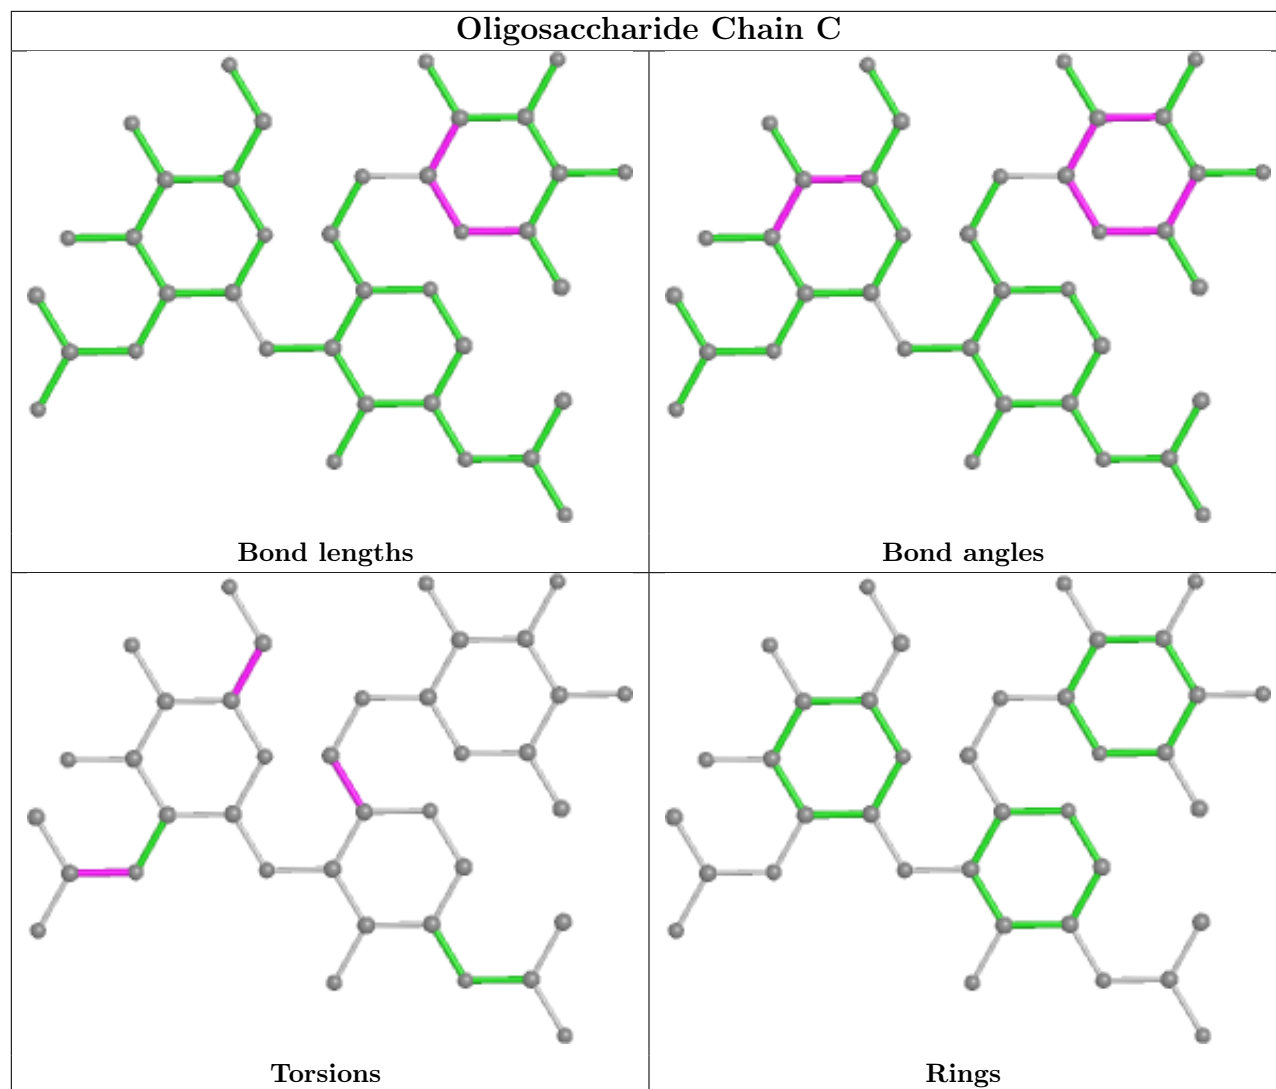 Oligosaccharide Chain C
Bond lengths
Bond angles
Torsions
Rings